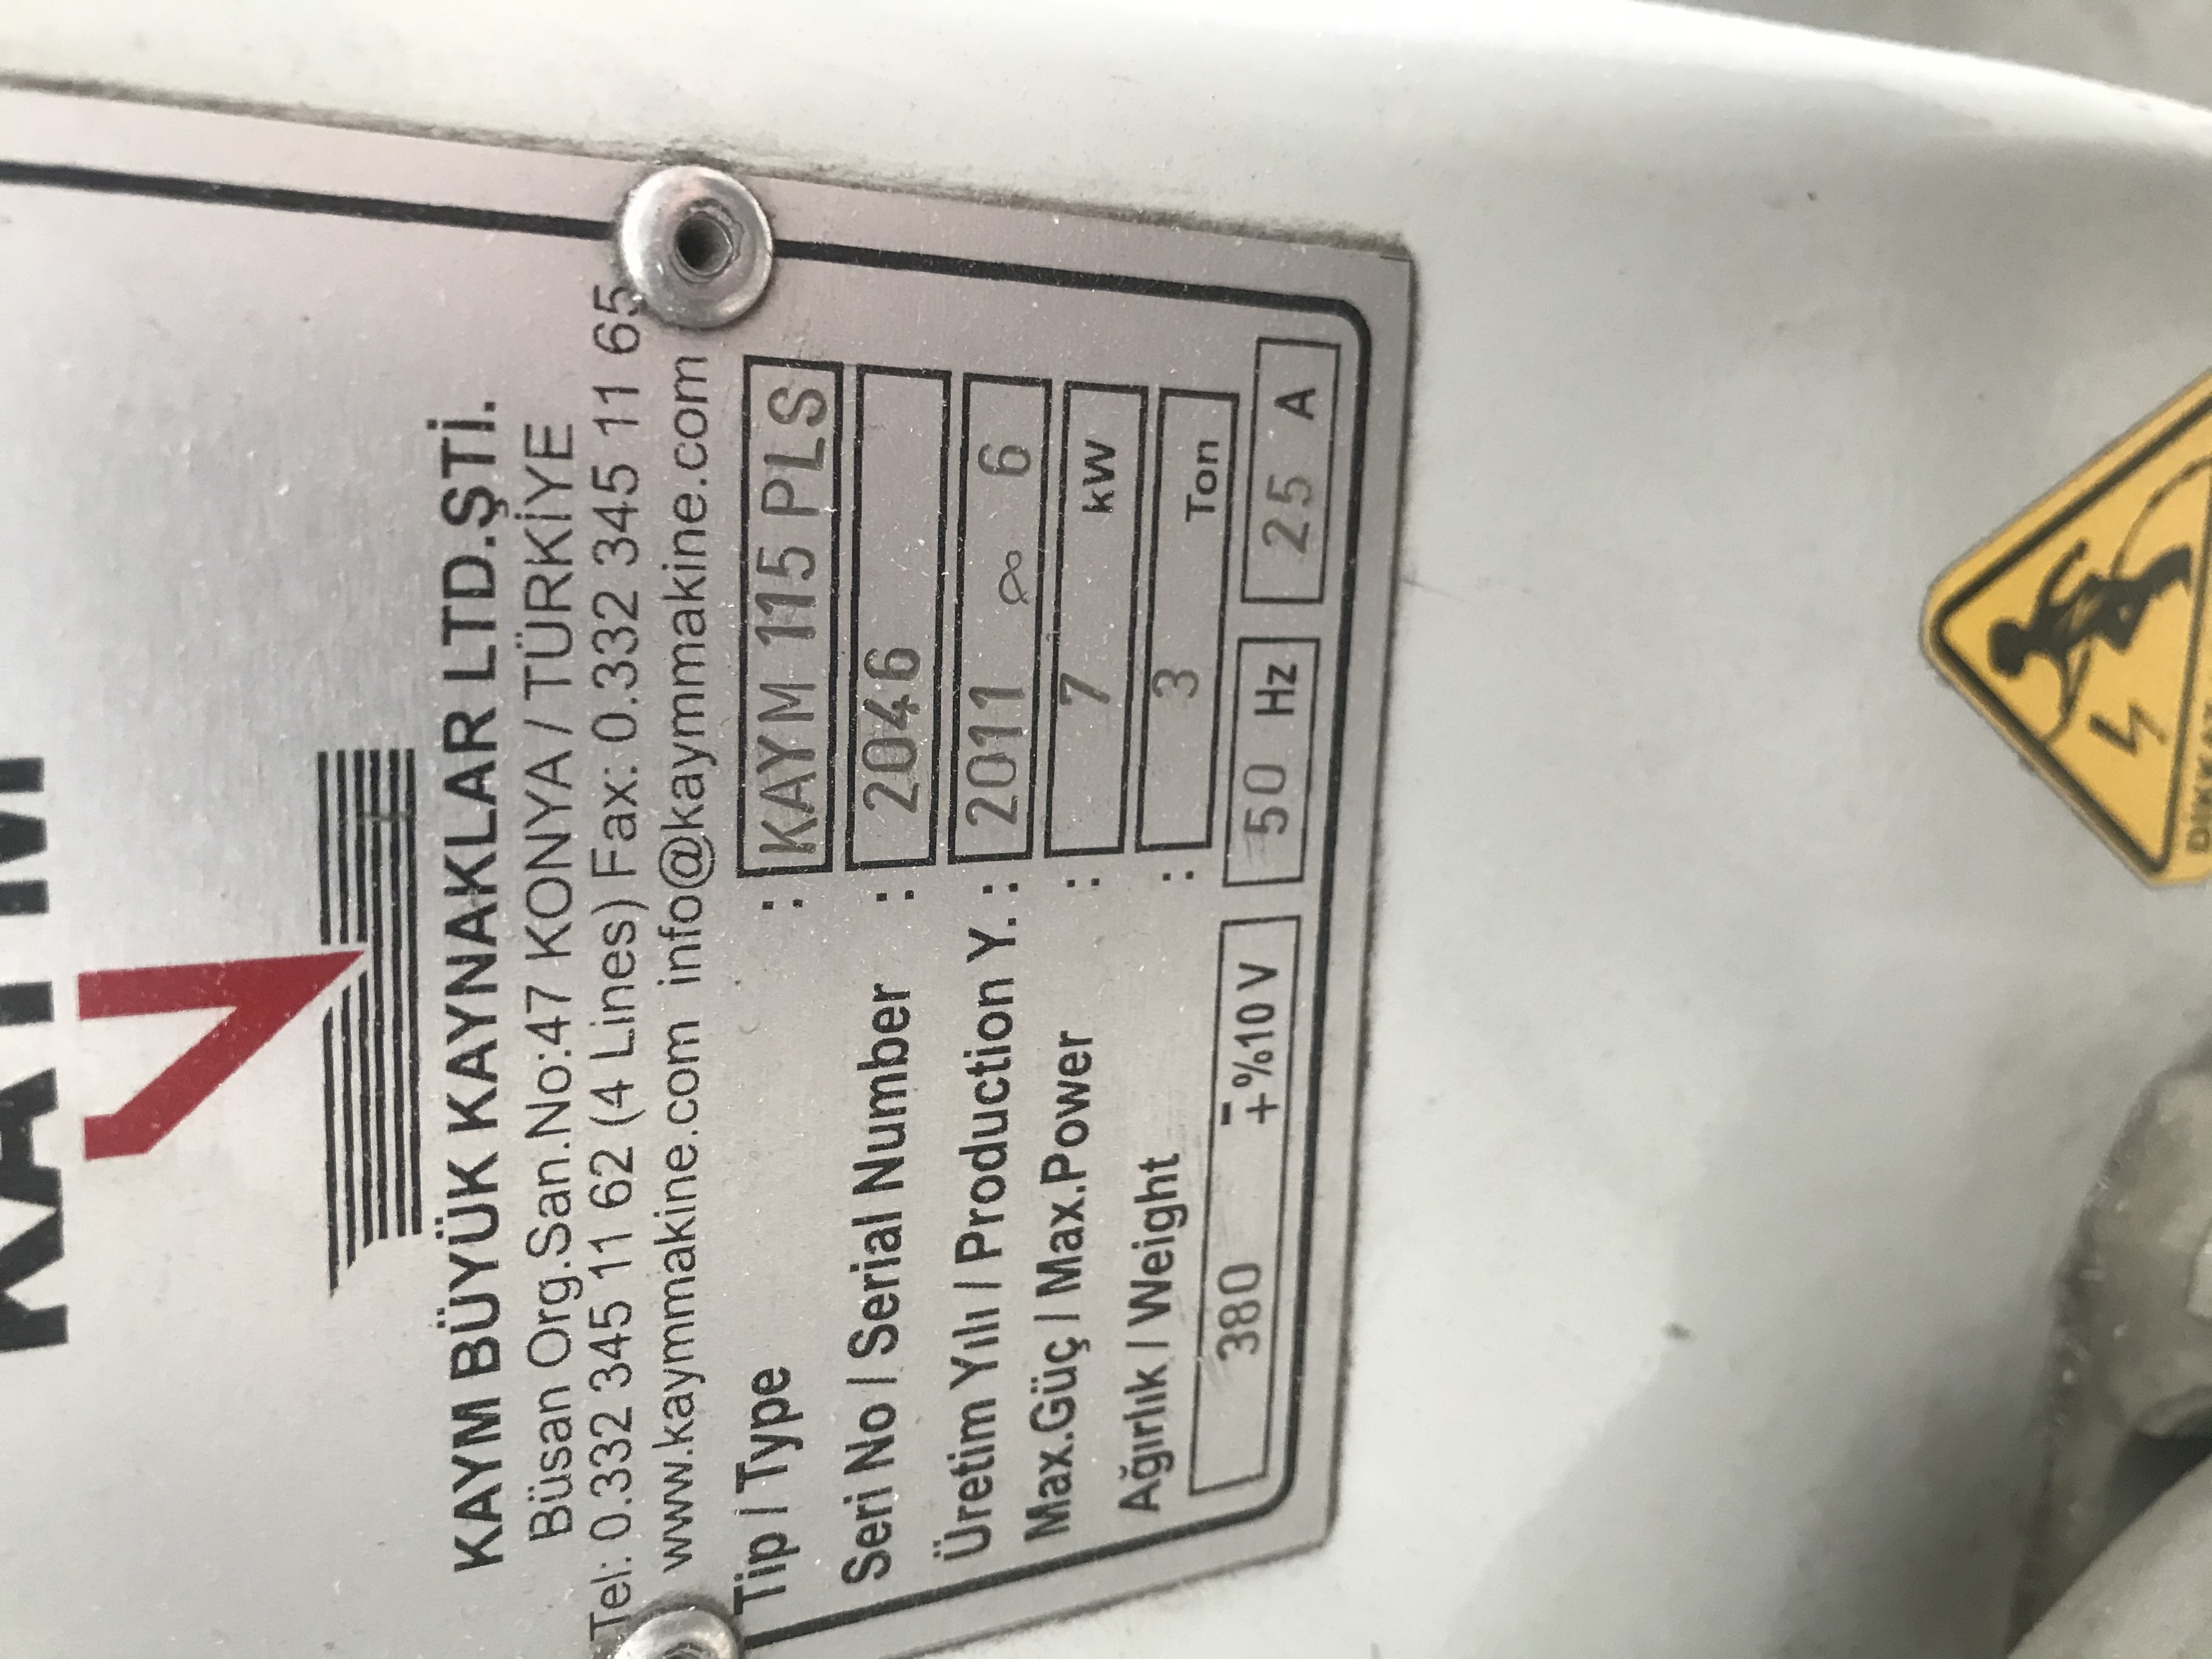 KAYM
KAYM BÜYÜK KAYNAKLAR LTD.ŞTİ.
Büsan Org.San.No:47 KONYA / TÜRKİYE
Tel: 0.332 345 11 62 (4 Lines) Fax: 0.332 345 11 65
www.kaymmakine.com info@kaymmakine.com
Tip / Type : KAYM 115 PLS
Seri No / Serial Number : 2046
Üretim Yılı / Production Y. : 2011 6
Max.Güç / Max.Power : 7 kW
Ağırlık / Weight : 3 Ton
380 +- %10 V 50 Hz 25 A